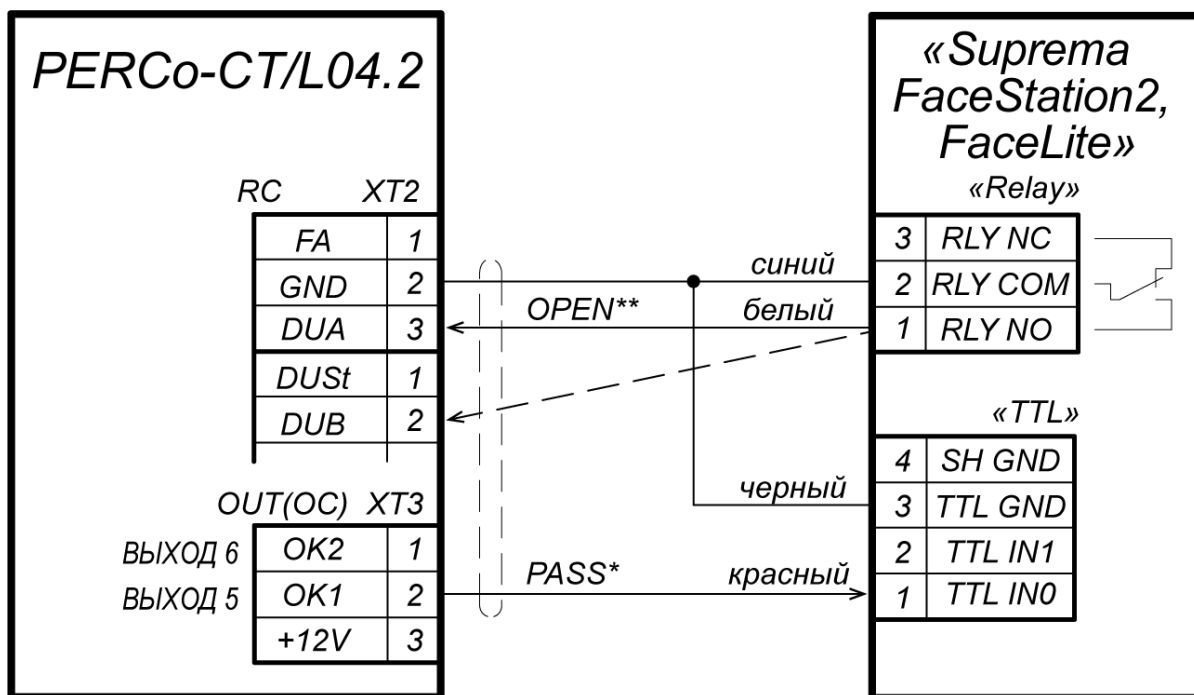 PERCo-CT/L04.2
RC XT2
FA 1
GND 2
DUA 3
DUSt 1
DUB 2
OUT(OC) XT3
ВЫХОД 6 OK2 1
ВЫХОД 5 OK1 2
+12V 3
синий
OPEN** белый
черный
PASS* красный
«Suprema
FaceStation2,
FaceLite»
«Relay»
3 RLY NC
2 RLY COM
1 RLY NO
«TTL»
4 SH GND
3 TTL GND
2 TTL IN1
1 TTL IN0